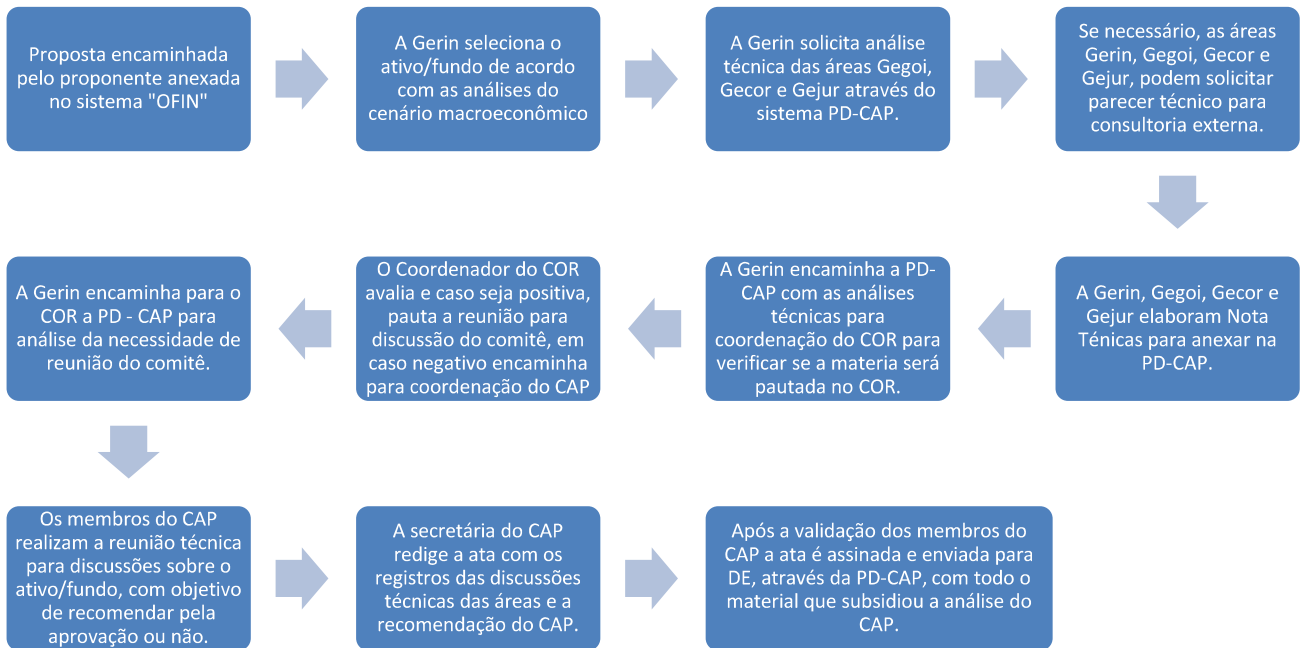 Proposta encaminhada
pelo proponente anexada
no sistema "OFIN"
A Gerin seleciona o
ativo/fundo de acordo
com as análises do
cenário macroeconômico
A Gerin solicita análise
técnica das áreas Gegoi,
Gecor e Gejur através do
sistema PD-CAP.
Se necessário, as áreas
Gerin, Gegoi, Gecor e
Gejur, podem solicitar
parecer técnico para
consultoria externa.
A Gerin, Gegoi, Gecor e
Gejur elaboram Nota
Ténicas para anexar na
PD-CAP.
A Gerin encaminha a PD-
CAP com as análises
técnicas para
coordenação do COR para
verificar se a materia será
pautada no COR.
O Coordenador do COR
avalia e caso seja positiva,
pauta a reunião para
discussão do comitê, em
caso negativo encaminha
para coordenação do CAP
A Gerin encaminha para o
COR a PD - CAP para
análise da necessidade de
reunião do comitê.
Os membros do CAP
realizam a reunião técnica
para discussões sobre o
ativo/fundo, com objetivo
de recomendar pela
aprovação ou não.
A secretária do CAP
redige a ata com os
registros das discussões
técnicas das áreas e a
recomendação do CAP.
Após a validação dos membros do
CAP a ata é assinada e enviada para
DE, através da PD-CAP, com todo o
material que subsidiou a análise do
CAP.